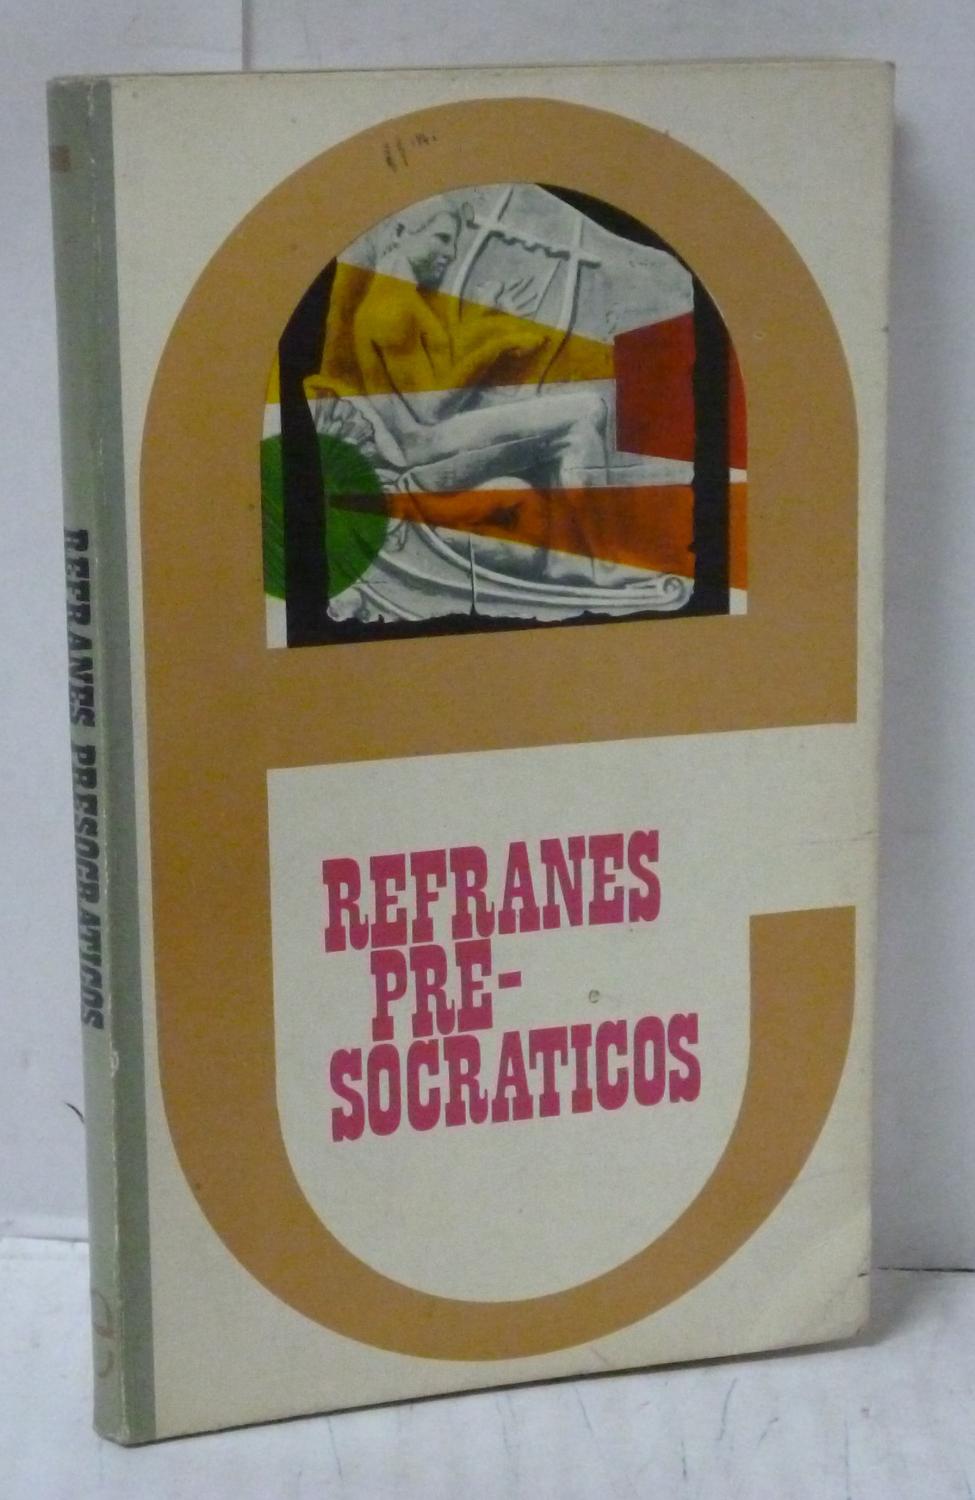 REFRANES
PRE-
SOCRATICOS
REFRANES PRESOCRATICOS